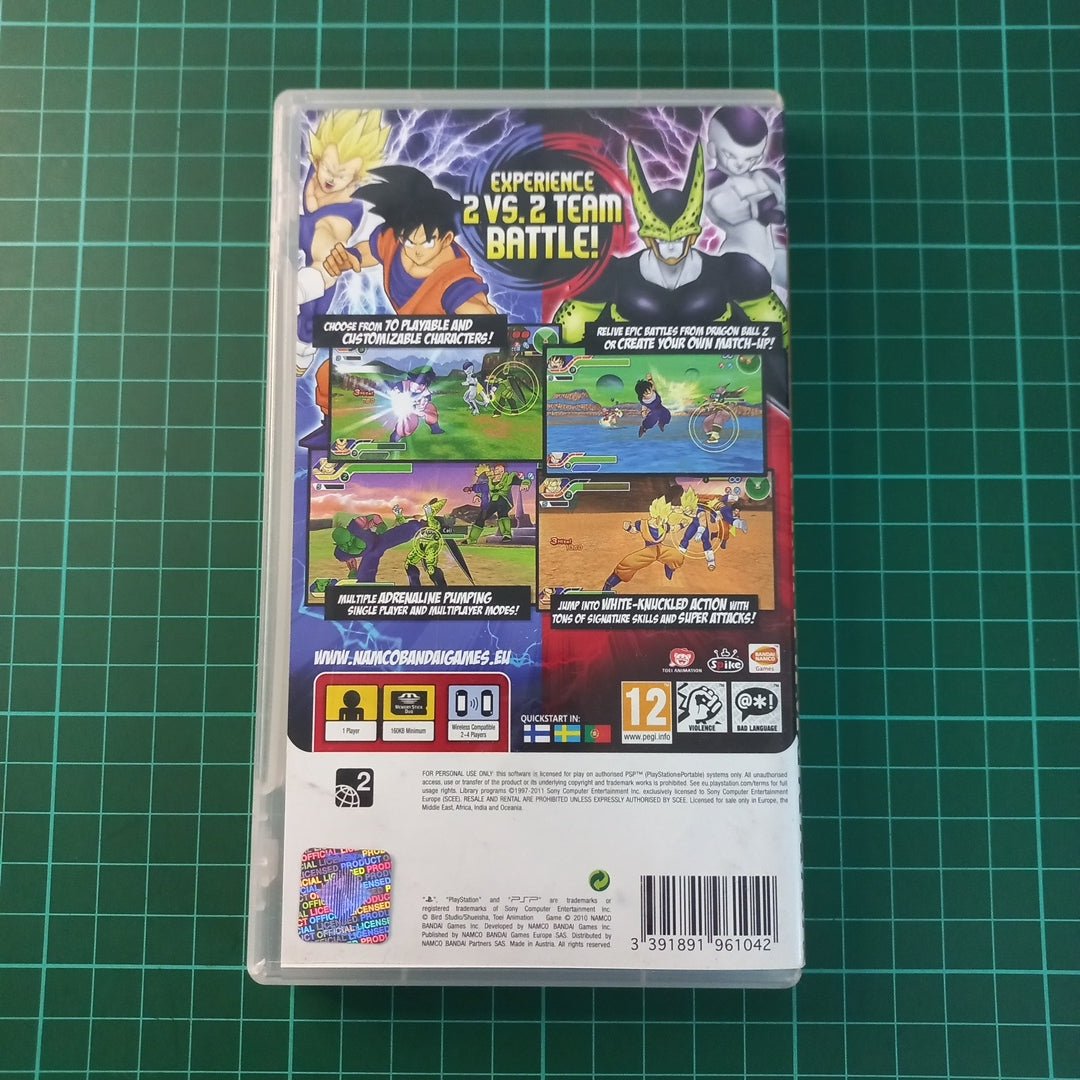 EXPERIENCE
2 VS. 2 TEAM
BATTLE!
CHOOSE FROM 70 PLAYABLE AND
CUSTOMIZABLE CHARACTERS!
RELIVE EPIC BATTLES FROM DRAGON BALL Z
OR CREATE YOUR OWN MATCH-UP!
MULTIPLE ADRENALINE PUMPING
SINGLE PLAYER AND MULTIPLAYER MODES!
JUMP INTO WHITE-KNUCKLED ACTION WITH
TONS OF SIGNATURE SKILLS AND SUPER ATTACKS!
WWW.NAMCOBANDAIGAMES.EU
TOEI ANIMATION
Spike
BANDAI
NAMCO
Games
1 Player
MEMORY STICK
DUO
160KB Minimum
Wireless Compatible
2-4 Players
QUICKSTART IN:
12
www.pegi.info
VIOLENCE
@*!
BAD LANGUAGE
2
FOR PERSONAL USE ONLY: this software is licensed for play on authorised PSP™ (PlayStation®Portable) systems only. All unauthorised
access, use or transfer of the product or its underlying copyright and trademark works is prohibited. See eu.playstation.com/terms for full
usage rights. Library programs ©1997-2011 Sony Computer Entertainment Inc. exclusively licensed to Sony Computer Entertainment
Europe (SCEE). RESALE AND RENTAL ARE PROHIBITED UNLESS EXPRESSLY AUTHORISED BY SCEE. Licensed for sale only in Europe, the
Middle East, Africa, India and Oceania.
OFFICIAL LICENSED PRODUCT
"PlayStation" and "PSP" are trademarks or
registered trademarks of Sony Computer Entertainment Inc.
© Bird Studio/Shueisha, Toei Animation Game © 2010 NAMCO
BANDAI Games Inc. Developed by NAMCO BANDAI Games Inc.
Published by NAMCO BANDAI Games Europe SAS. Distributed by
NAMCO BANDAI Partners SAS. Made in Austria. All rights reserved.
3 391891 961042